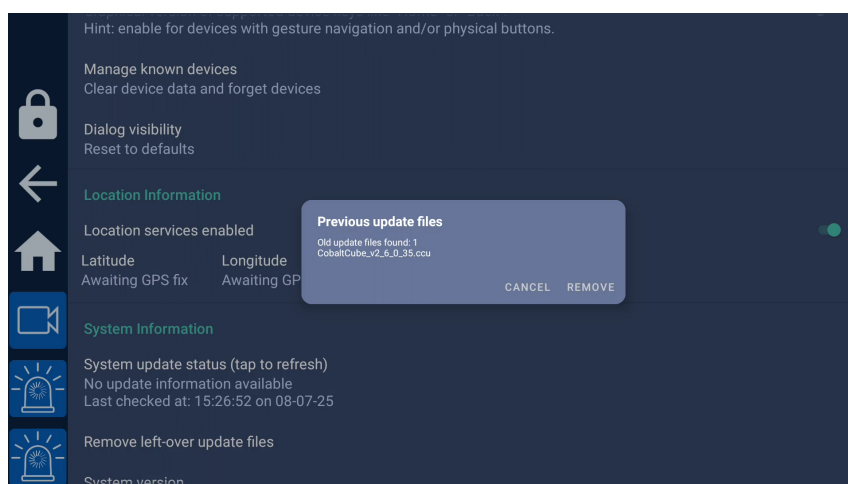 Hint: enable for devices with gesture navigation and/or physical buttons.
Manage known devices
Clear device data and forget devices
Dialog visibility
Reset to defaults
Location Information
Location services enabled
Latitude Longitude
Awaiting GPS fix Awaiting GP
Previous update files
Old update files found: 1
CobaltCube_v2_6_0_35.ccu
CANCEL REMOVE
System Information
System update status (tap to refresh)
No update information available
Last checked at: 15:26:52 on 08-07-25
Remove left-over update files
System version